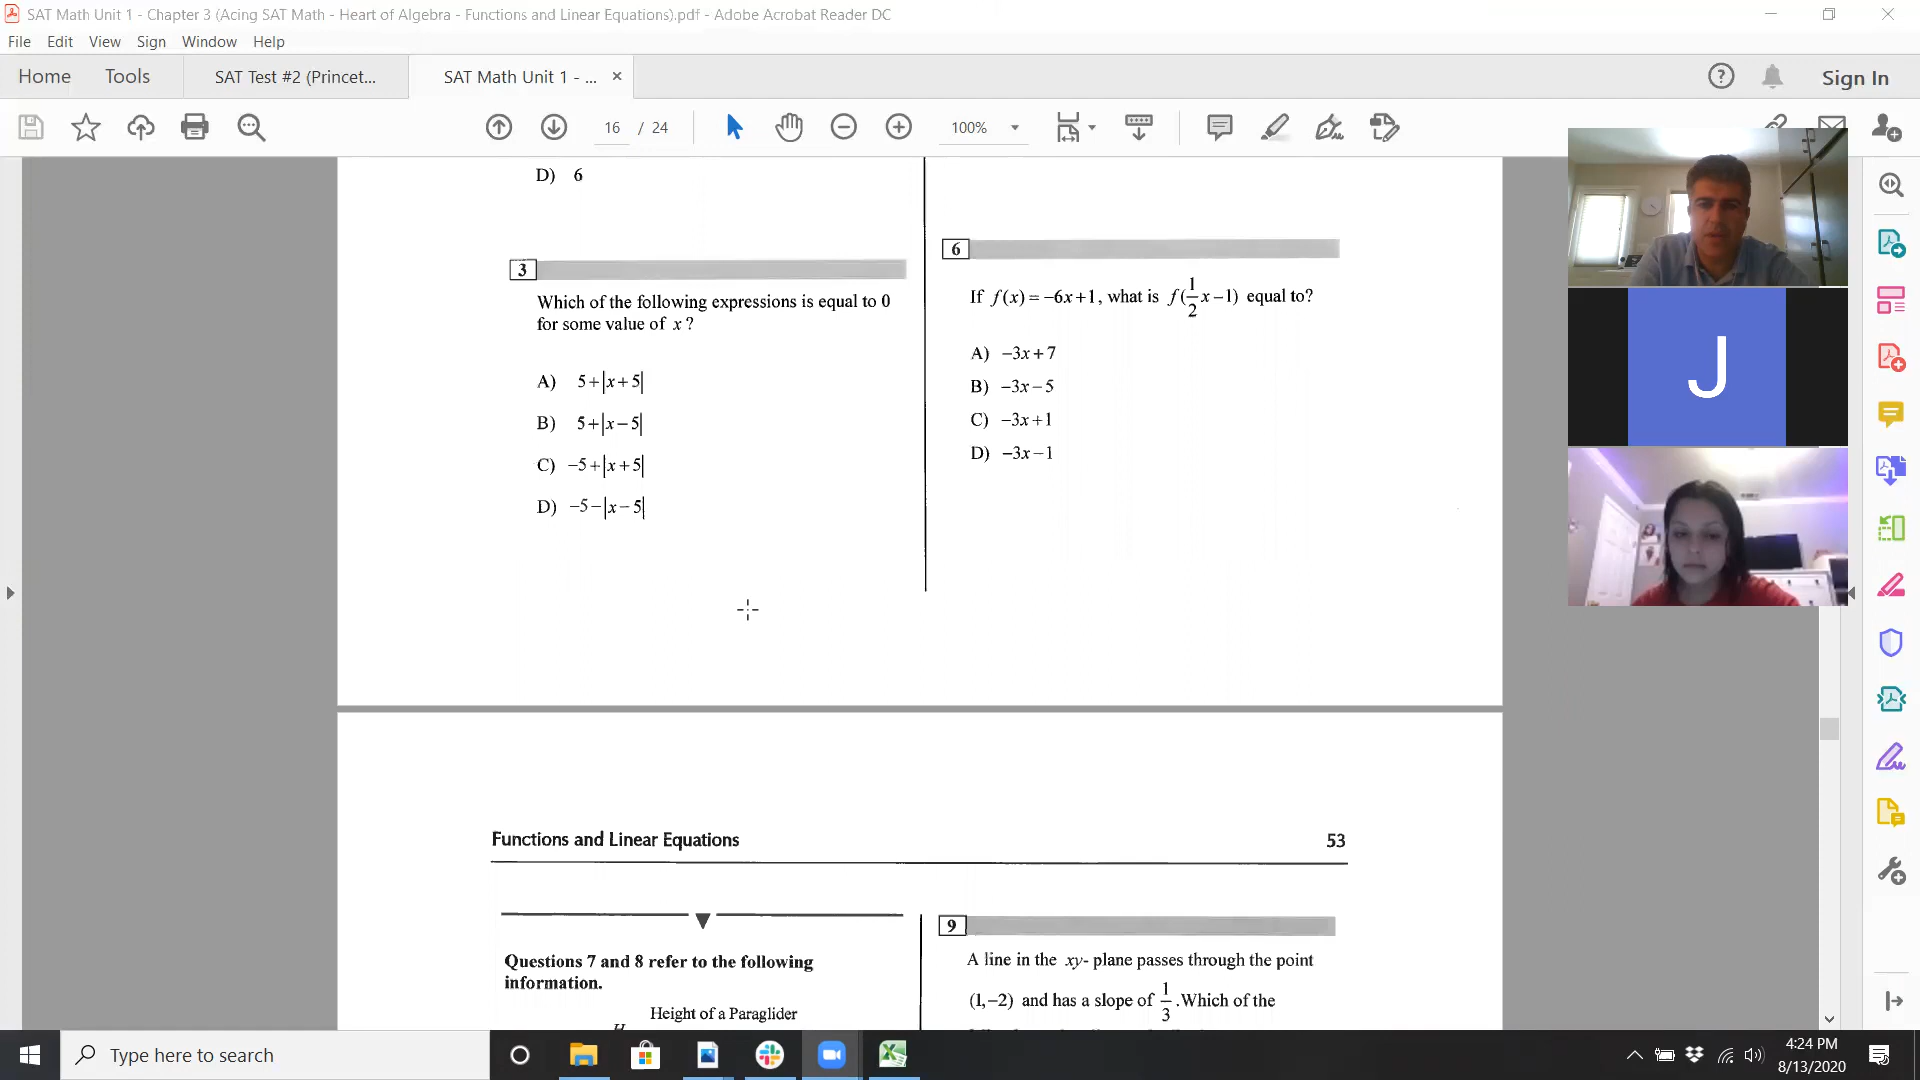 SAT Math Unit 1 - Chapter 3 (Acing SAT Math - Heart of Algebra - Functions and Linear Equations).pdf - Adobe Acrobat Reader DC
File Edit View Sign Window Help
Home Tools SAT Test #2 (Princet... SAT Math Unit 1 - ... × Sign In
16 / 24 100%
D) 6
3
Which of the following expressions is equal to 0
for some value of x ?
A) 5+|x+5|
B) 5+|x−5|
C) −5+|x+5|
D) −5−|x−5|
6
If f(x) = −6x+1, what is f(1/2 x−1) equal to?
A) −3x+7
B) −3x−5
C) −3x+1
D) −3x−1
J
Functions and Linear Equations 53
Questions 7 and 8 refer to the following
information.
Height of a Paraglider
H
9
A line in the xy- plane passes through the point
(1,−2) and has a slope of 1/3 .Which of the
Type here to search
4:24 PM
8/13/2020